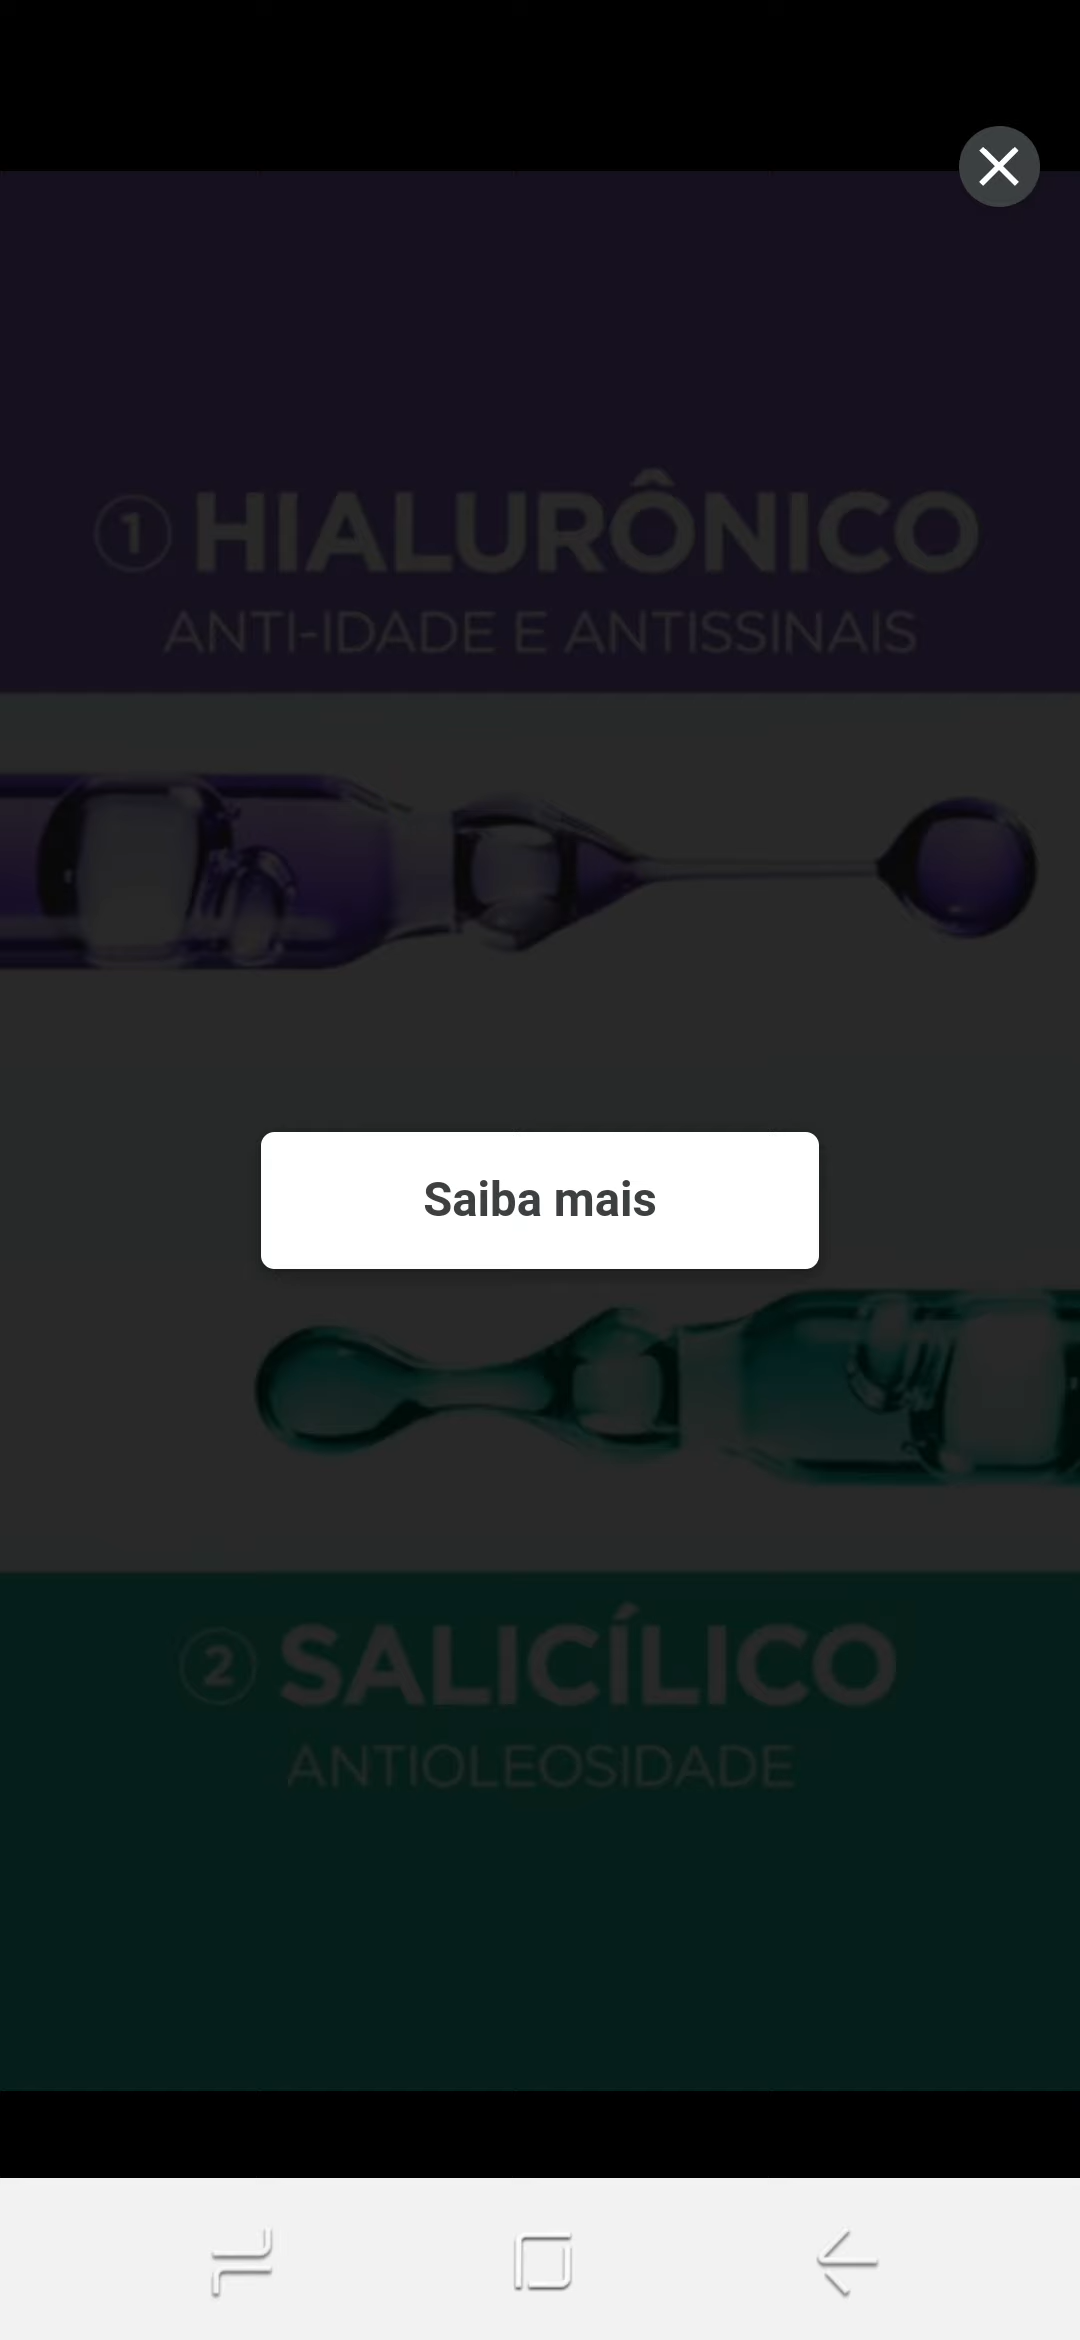 ① HIALURÔNICO
ANTI-IDADE E ANTISSINAIS
Saiba mais
② SALICÍLICO
ANTIOLEOSIDADE